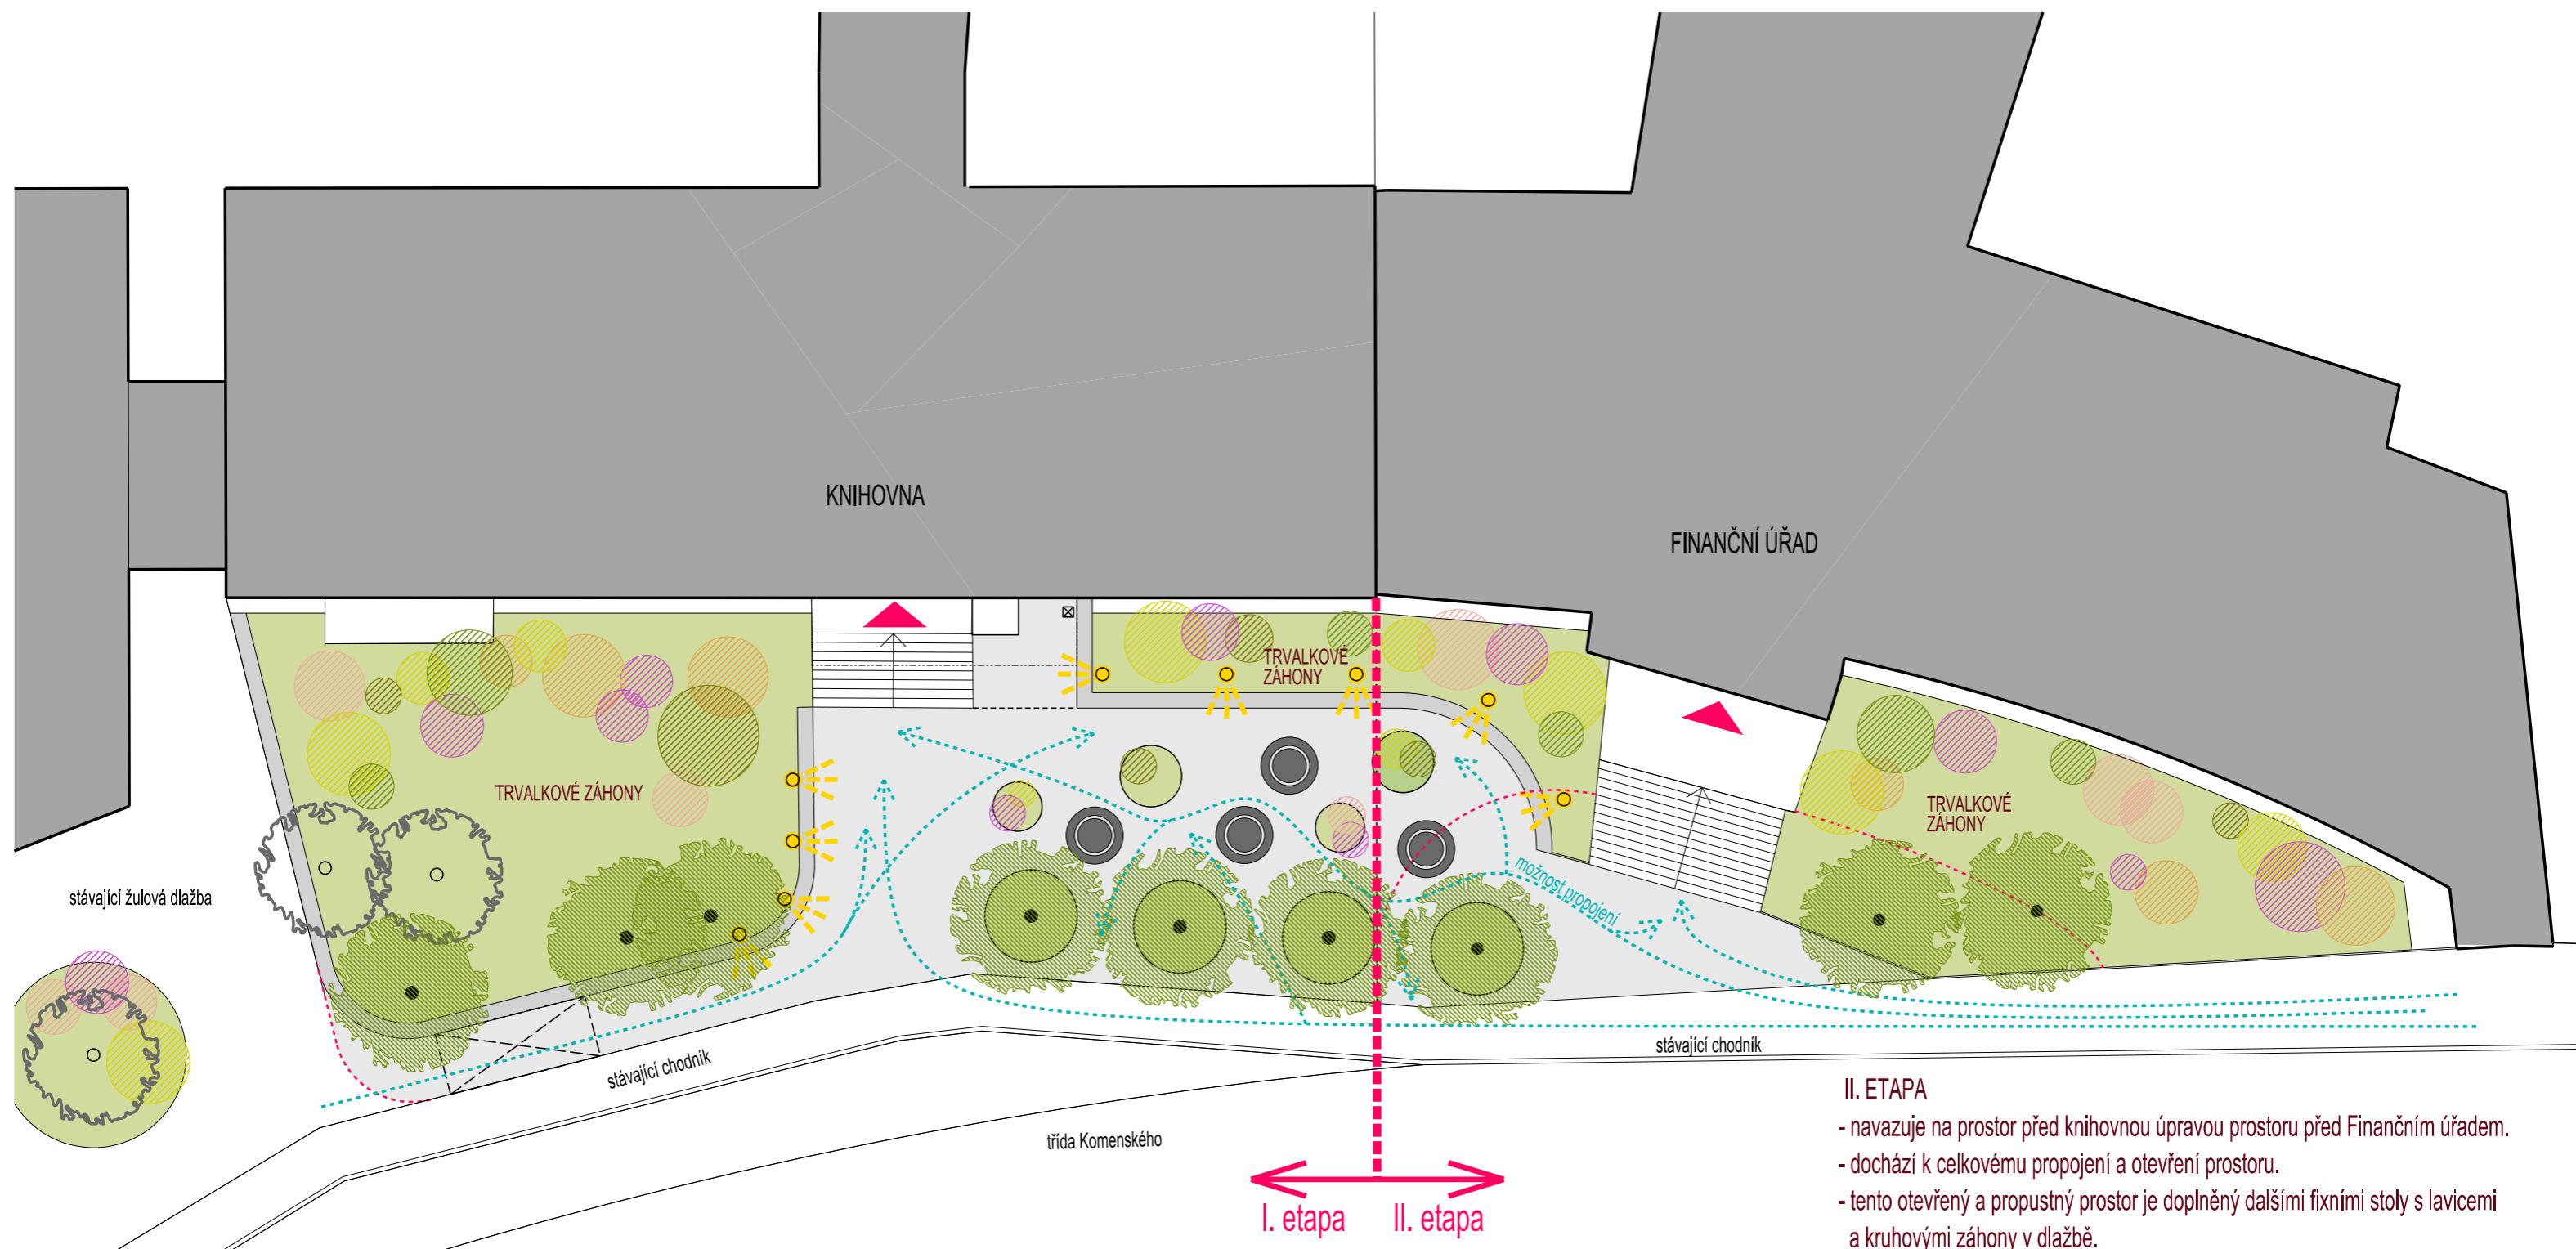 KNIHOVNA
FINANČNÍ ÚŘAD
TRVALKOVÉ
ZÁHONY
TRVALKOVÉ ZÁHONY
TRVALKOVÉ
ZÁHONY
možnost propojení
stávající žulová dlažba
stávající chodník
stávající chodník
třída Komenského
I. etapa
II. etapa
II. ETAPA
- navazuje na prostor před knihovnou úpravou prostoru před Finančním úřadem.
- dochází k celkovému propojení a otevření prostoru.
- tento otevřený a propustný prostor je doplněný dalšími fixními stoly s lavicemi
a kruhovými záhony v dlažbě.